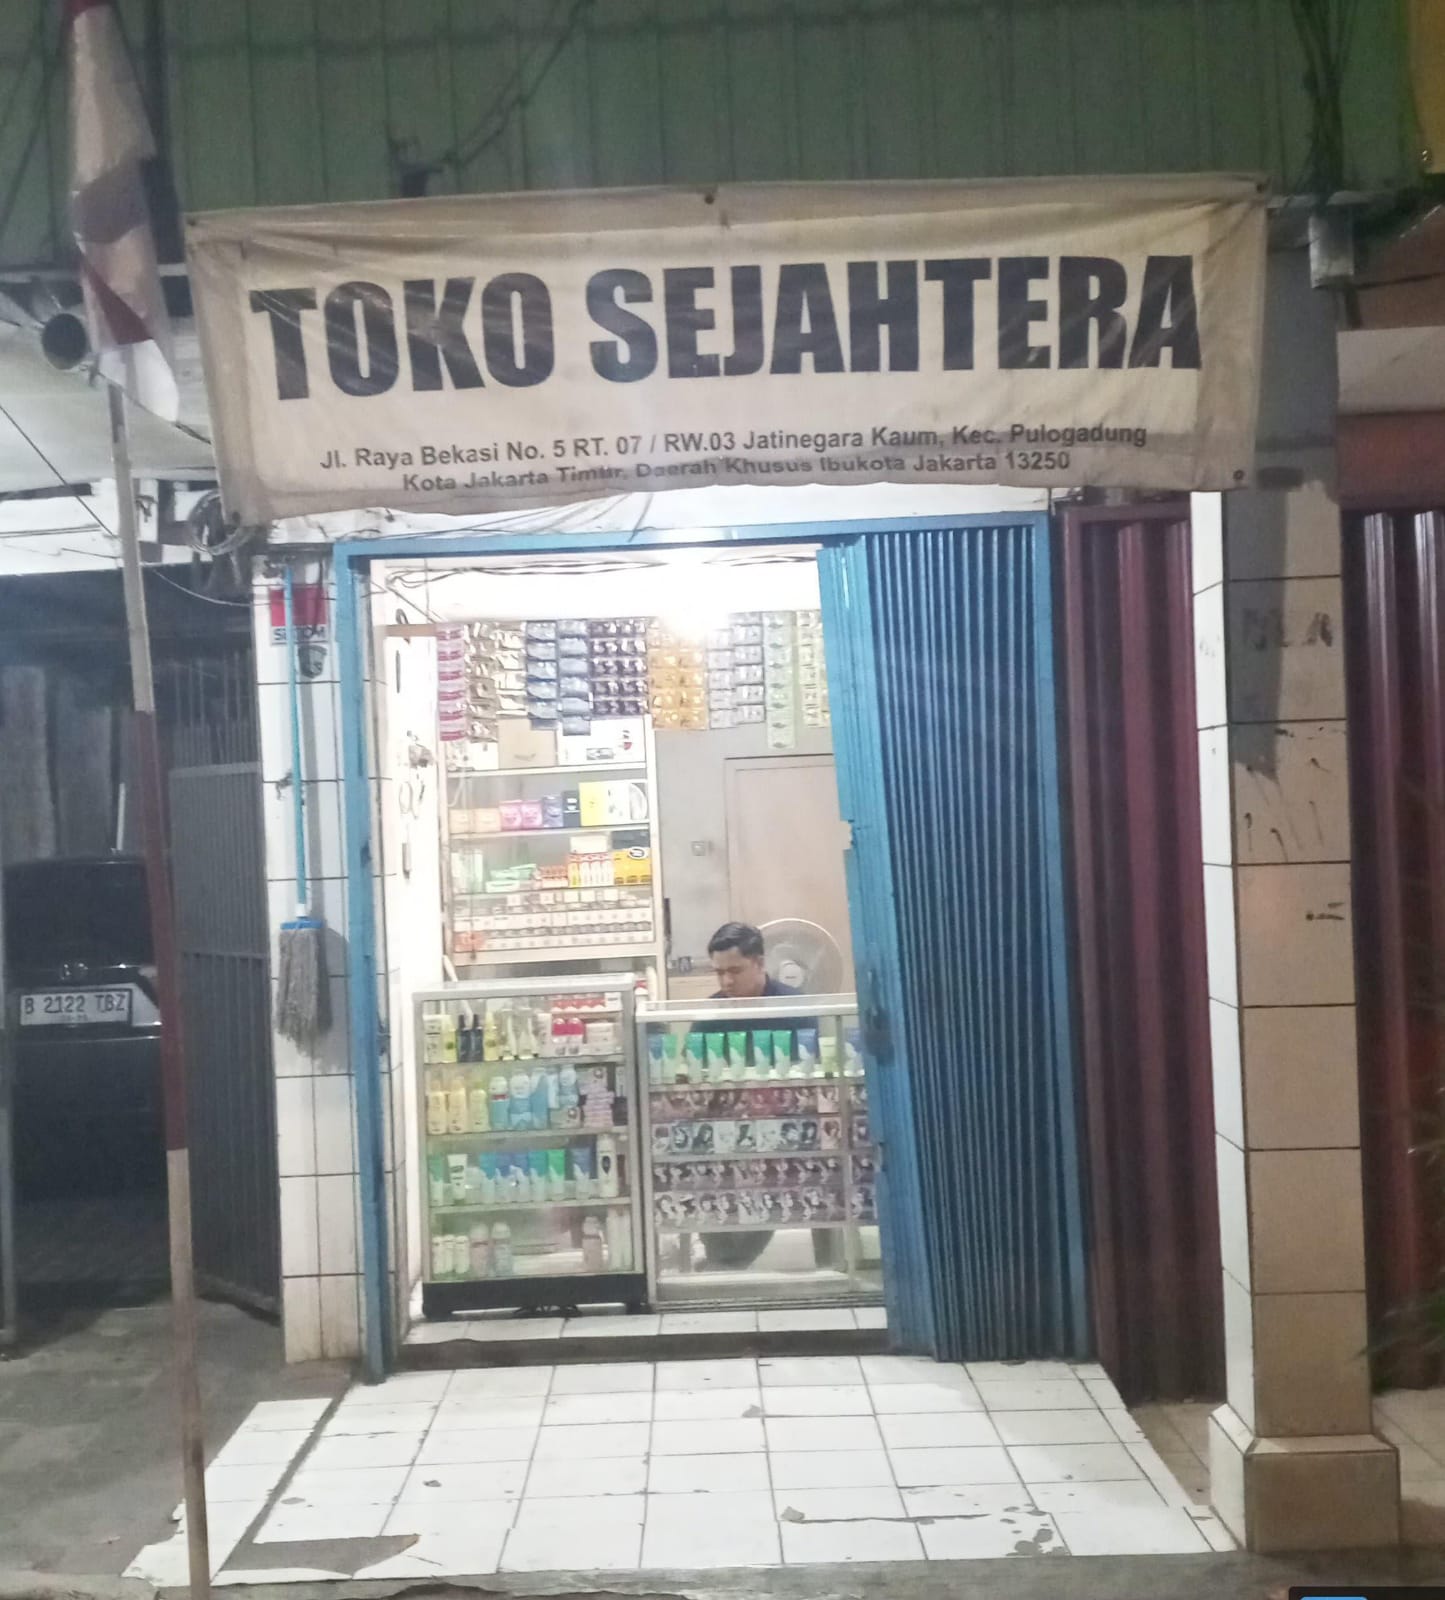 TOKO SEJAHTERA
Jl. Raya Bekasi No. 5 RT. 07 / RW.03 Jatinegara Kaum, Kec. Pulogadung
Kota Jakarta Timur, Daerah Khusus Ibukota Jakarta 13250
B 2122 TBZ